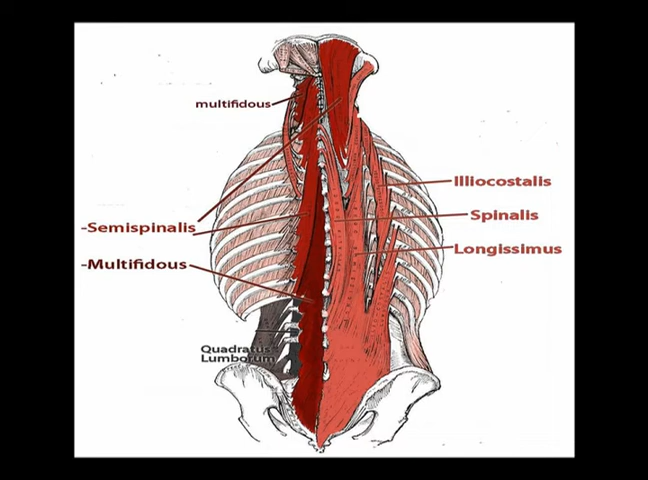 multifidous
Illiocostalis
Spinalis
-Semispinalis
Longissimus
-Multifidous
Quadratus
Lumborum